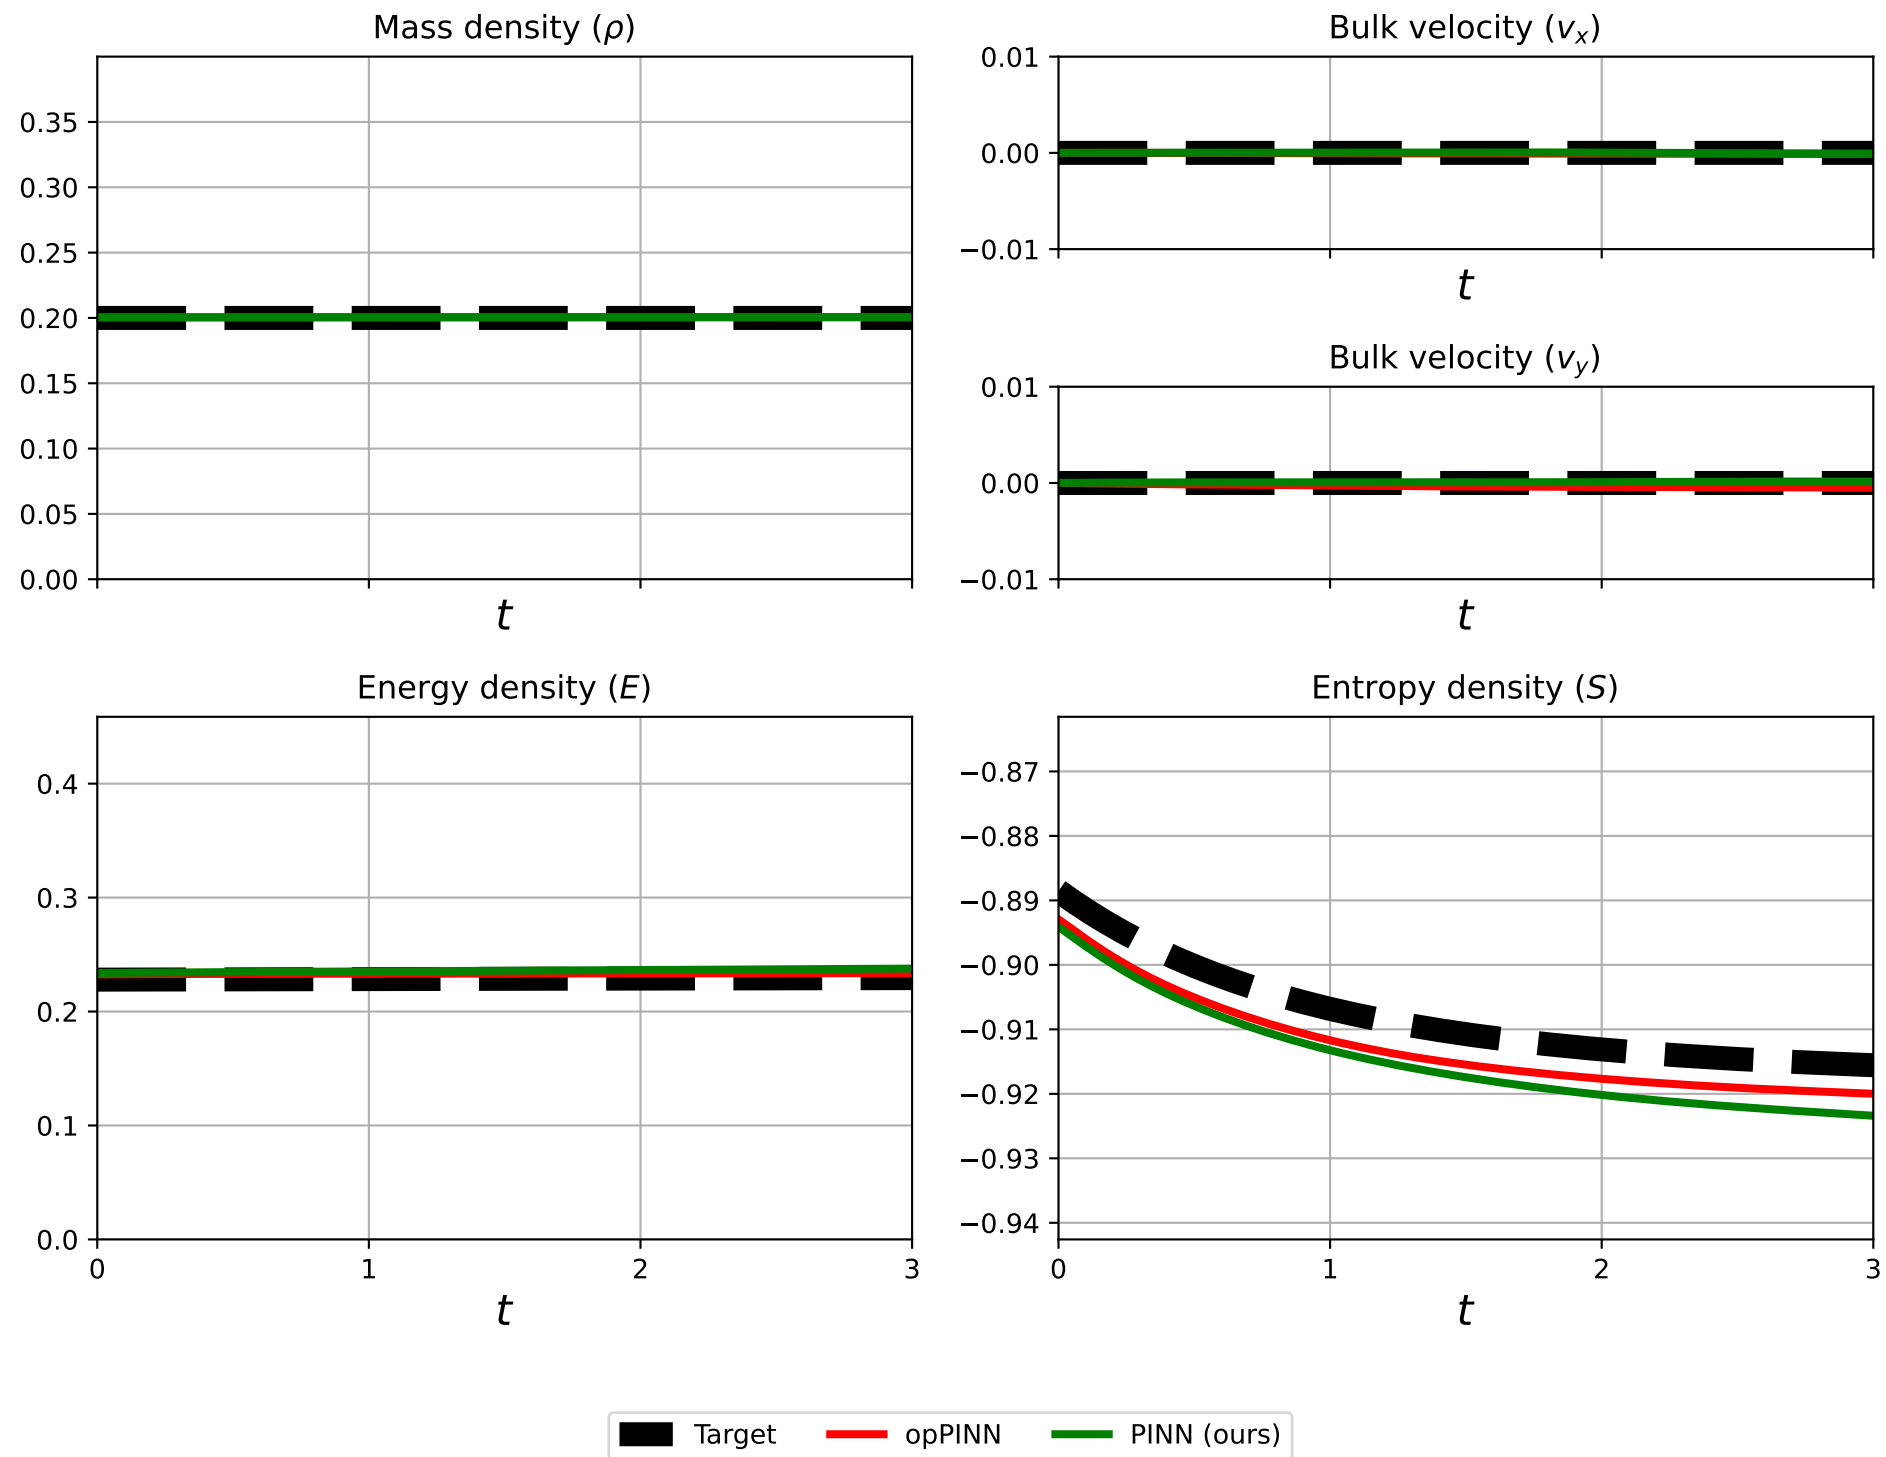 Mass density (ρ)
0.35
0.30
0.25
0.20
0.15
0.10
0.05
0.00
t
Bulk velocity (vₓ)
0.01
0.00
−0.01
t
Bulk velocity (v_y)
0.01
0.00
−0.01
t
Energy density (E)
0.4
0.3
0.2
0.1
0.0
0 1 2 3
t
Entropy density (S)
−0.87
−0.88
−0.89
−0.90
−0.91
−0.92
−0.93
−0.94
0 1 2 3
t
Target opPINN PINN (ours)